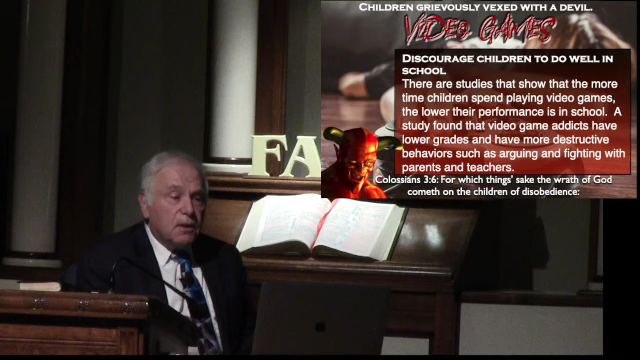 CHILDREN GRIEVOUSLY VEXED WITH A DEVIL.
VIDEO GAMES
DISCOURAGE CHILDREN TO DO WELL IN
SCHOOL
There are studies that show that the more
time children spend playing video games,
the lower their performance is in school. A
study found that video game addicts have
lower grades and have more destructive
behaviors such as arguing and fighting with
parents and teachers.
Colossians 3:6: For which things' sake the wrath of God
cometh on the children of disobedience:
FA